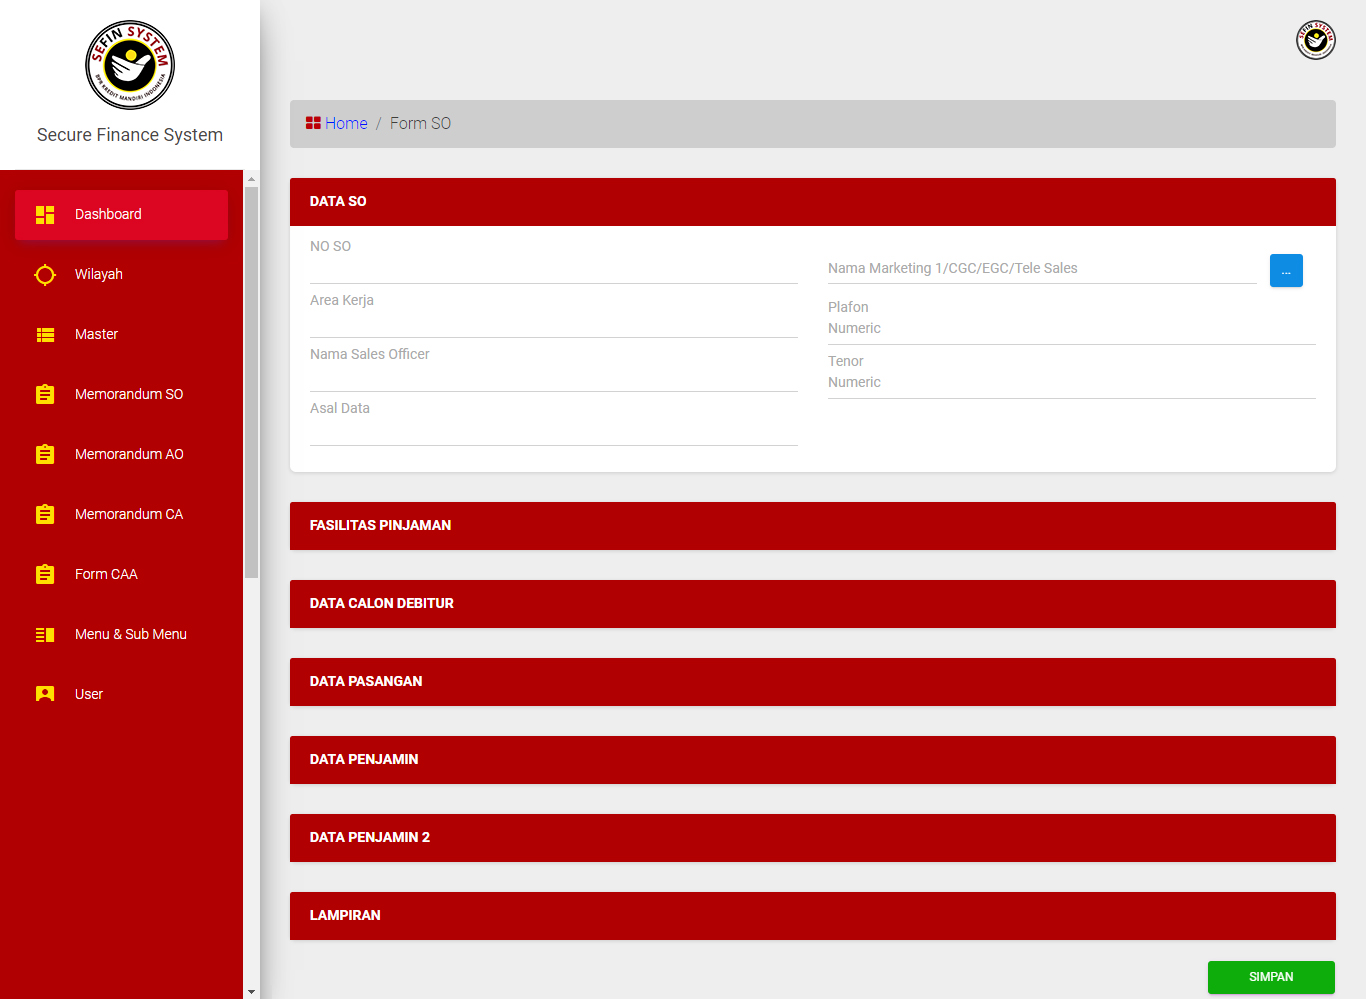 SEFIN SYSTEM
BPR KREDIT MANDIRI INDONESIA
Secure Finance System
Dashboard
Wilayah
Master
Memorandum SO
Memorandum AO
Memorandum CA
Form CAA
Menu & Sub Menu
User
SEFIN SYSTEM
Home / Form SO
DATA SO
NO SO
Area Kerja
Nama Sales Officer
Asal Data
Nama Marketing 1/CGC/EGC/Tele Sales
...
Plafon
Numeric
Tenor
Numeric
FASILITAS PINJAMAN
DATA CALON DEBITUR
DATA PASANGAN
DATA PENJAMIN
DATA PENJAMIN 2
LAMPIRAN
SIMPAN